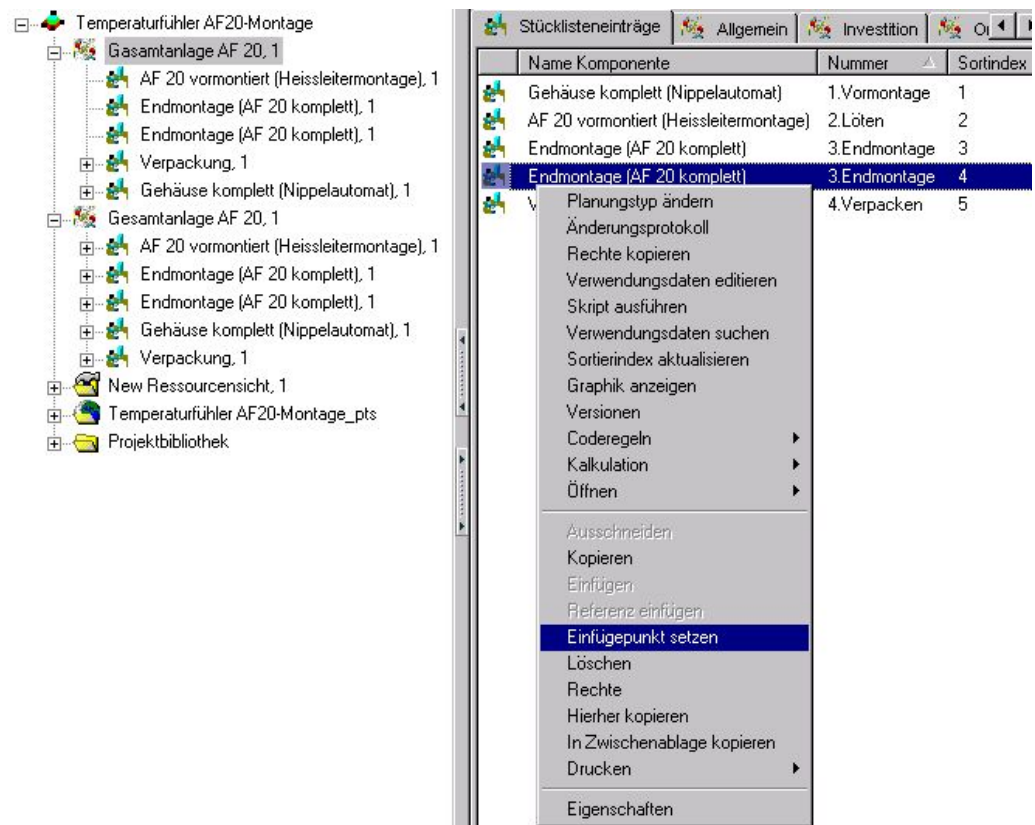 Temperaturfühler AF20-Montage
Gasamtanlage AF 20, 1
AF 20 vormontiert (Heissleitermontage), 1
Endmontage (AF 20 komplett), 1
Endmontage (AF 20 komplett), 1
Verpackung, 1
Gehäuse komplett (Nippelautomat), 1
Gesamtanlage AF 20, 1
AF 20 vormontiert (Heissleitermontage), 1
Endmontage (AF 20 komplett), 1
Endmontage (AF 20 komplett), 1
Gehäuse komplett (Nippelautomat), 1
Verpackung, 1
New Ressourcensicht, 1
Temperaturfühler AF20-Montage_pts
Projektbibliothek
Stücklisteneinträge Allgemein Investition
Name Komponente Nummer Sortindex
Gehäuse komplett (Nippelautomat) 1.Vormontage 1
AF 20 vormontiert (Heissleitermontage) 2.Löten 2
Endmontage (AF 20 komplett) 3.Endmontage 3
Endmontage (AF 20 komplett) 3.Endmontage 4
V 4.Verpacken 5
Planungstyp ändern
Änderungsprotokoll
Rechte kopieren
Verwendungsdaten editieren
Skript ausführen
Verwendungsdaten suchen
Sortierindex aktualisieren
Graphik anzeigen
Versionen
Coderegeln
Kalkulation
Öffnen
Ausschneiden
Kopieren
Einfügen
Referenz einfügen
Einfügepunkt setzen
Löschen
Rechte
Hierher kopieren
In Zwischenablage kopieren
Drucken
Eigenschaften